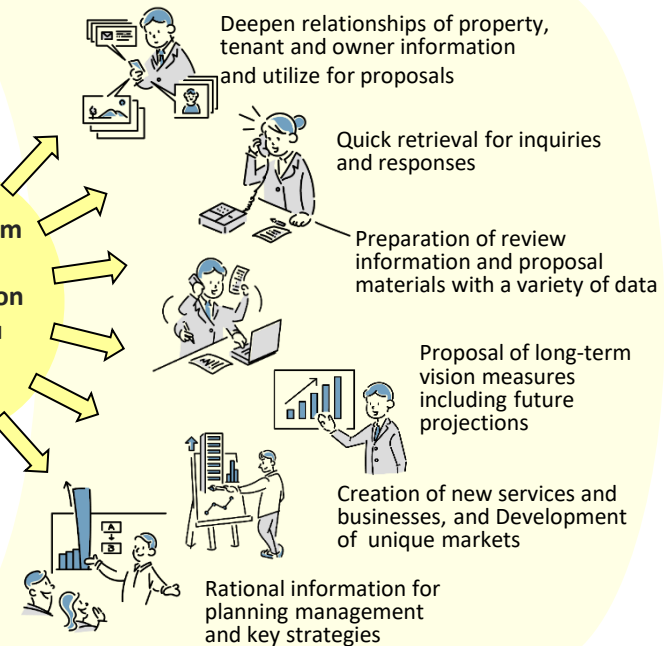 Deepen relationships of property,
tenant and owner information
and utilize for proposals
Quick retrieval for inquiries
and responses
Preparation of review
information and proposal
materials with a variety of data
Proposal of long-term
vision measures
including future
projections
Creation of new services and
businesses, and Development
of unique markets
Rational information for
planning management
and key strategies
A